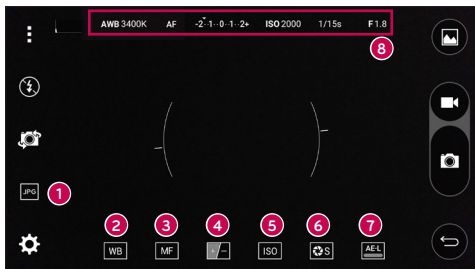 AWB 3400K AF -2··1··0··1··2+ ISO 2000 1/15s F1.8
8
JPG 1
2 3 4 5 6 7
WB MF +/- ISO S AE-L